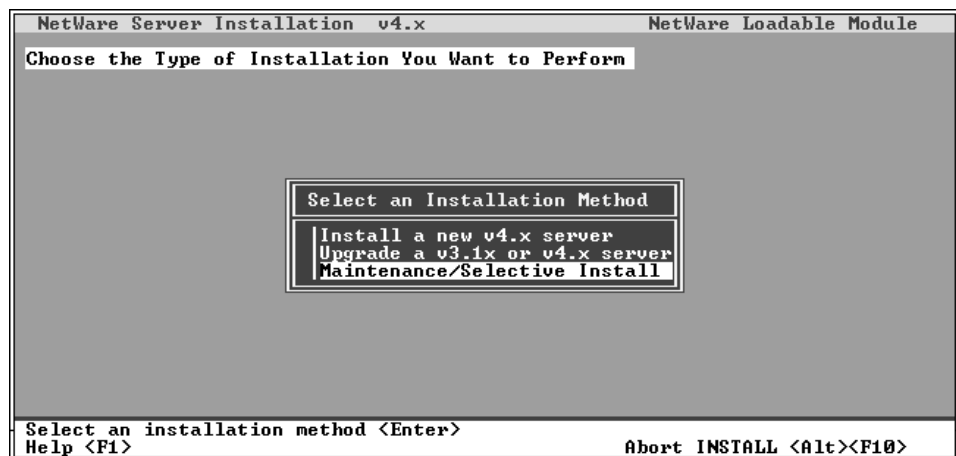 NetWare Server Installation v4.x NetWare Loadable Module
Choose the Type of Installation You Want to Perform
Select an Installation Method
Install a new v4.x server
Upgrade a v3.1x or v4.x server
Maintenance/Selective Install
Select an installation method <Enter>
Help <F1> Abort INSTALL <Alt><F10>